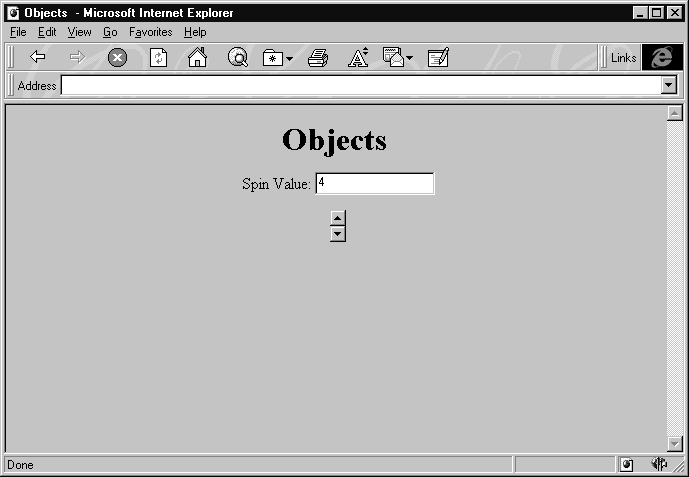 Objects - Microsoft Internet Explorer
File Edit View Go Favorites Help
Links
Address
Objects
Spin Value: 4
Done